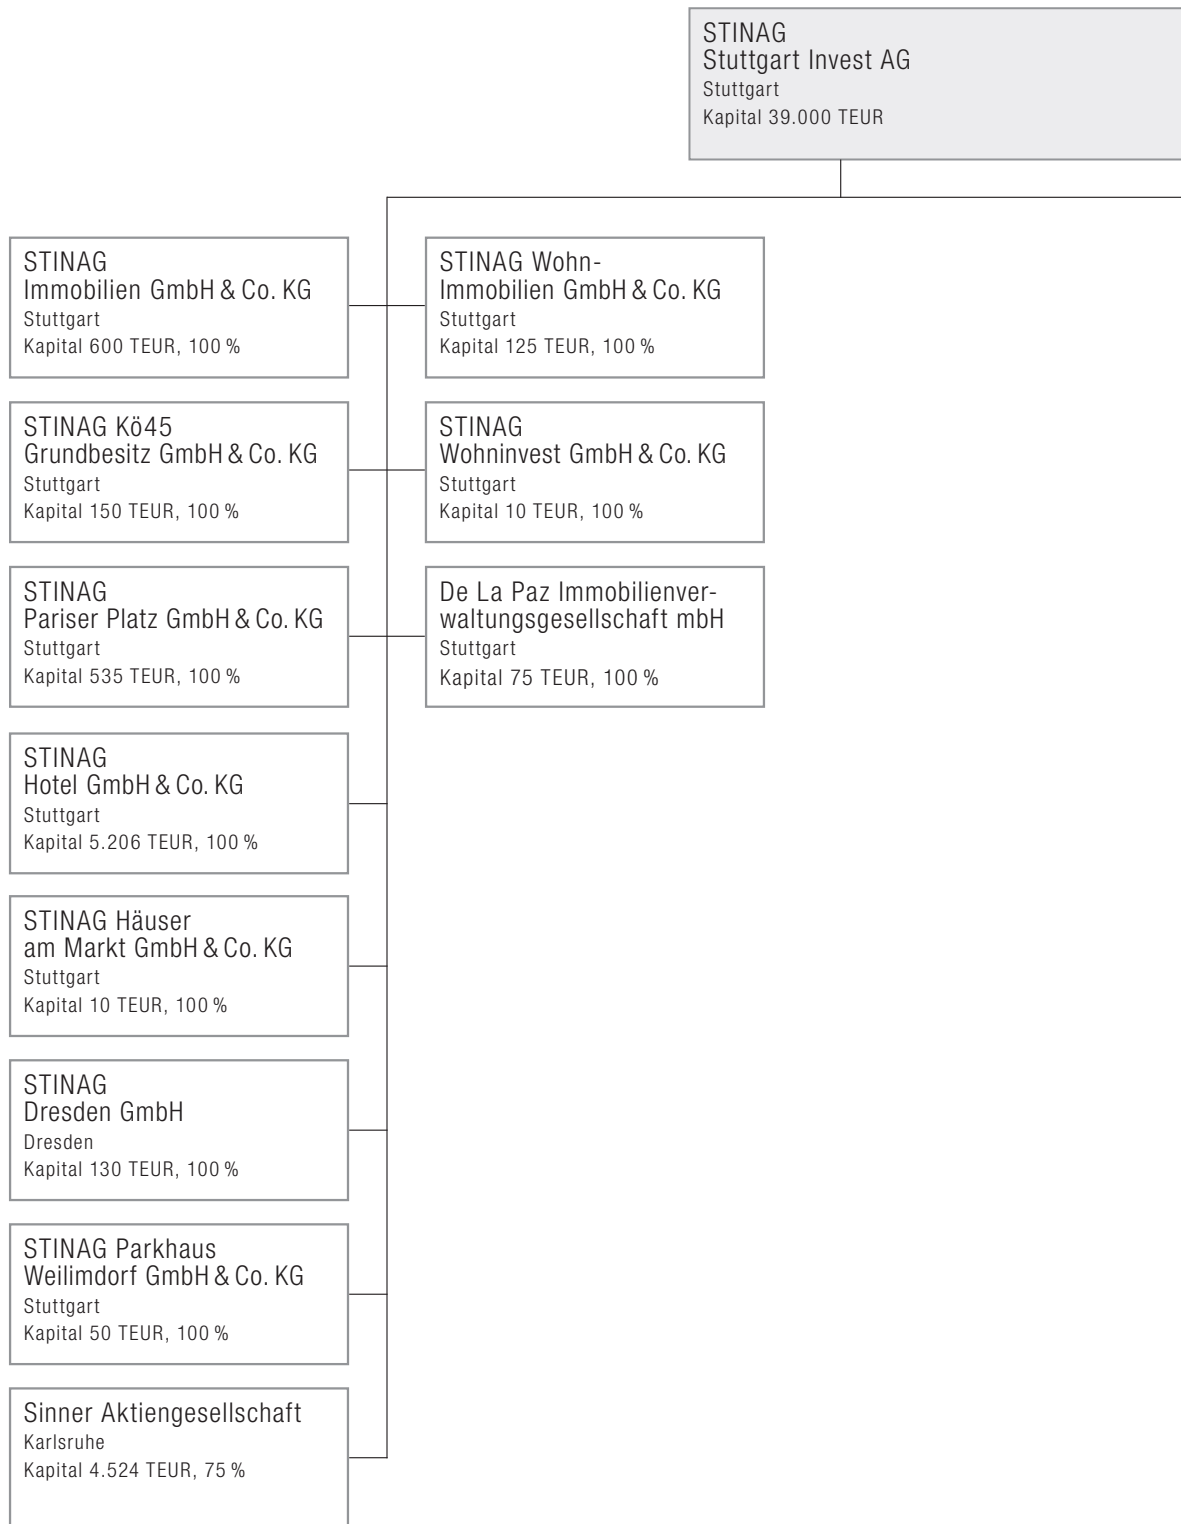 STINAG
Stuttgart Invest AG
Stuttgart
Kapital 39.000 TEUR
STINAG
Immobilien GmbH & Co. KG
Stuttgart
Kapital 600 TEUR, 100 %
STINAG Wohn-
Immobilien GmbH & Co. KG
Stuttgart
Kapital 125 TEUR, 100 %
STINAG Kö45
Grundbesitz GmbH & Co. KG
Stuttgart
Kapital 150 TEUR, 100 %
STINAG
Wohninvest GmbH & Co. KG
Stuttgart
Kapital 10 TEUR, 100 %
STINAG
Pariser Platz GmbH & Co. KG
Stuttgart
Kapital 535 TEUR, 100 %
De La Paz Immobilienver-
waltungsgesellschaft mbH
Stuttgart
Kapital 75 TEUR, 100 %
STINAG
Hotel GmbH & Co. KG
Stuttgart
Kapital 5.206 TEUR, 100 %
STINAG Häuser
am Markt GmbH & Co. KG
Stuttgart
Kapital 10 TEUR, 100 %
STINAG
Dresden GmbH
Dresden
Kapital 130 TEUR, 100 %
STINAG Parkhaus
Weilimdorf GmbH & Co. KG
Stuttgart
Kapital 50 TEUR, 100 %
Sinner Aktiengesellschaft
Karlsruhe
Kapital 4.524 TEUR, 75 %